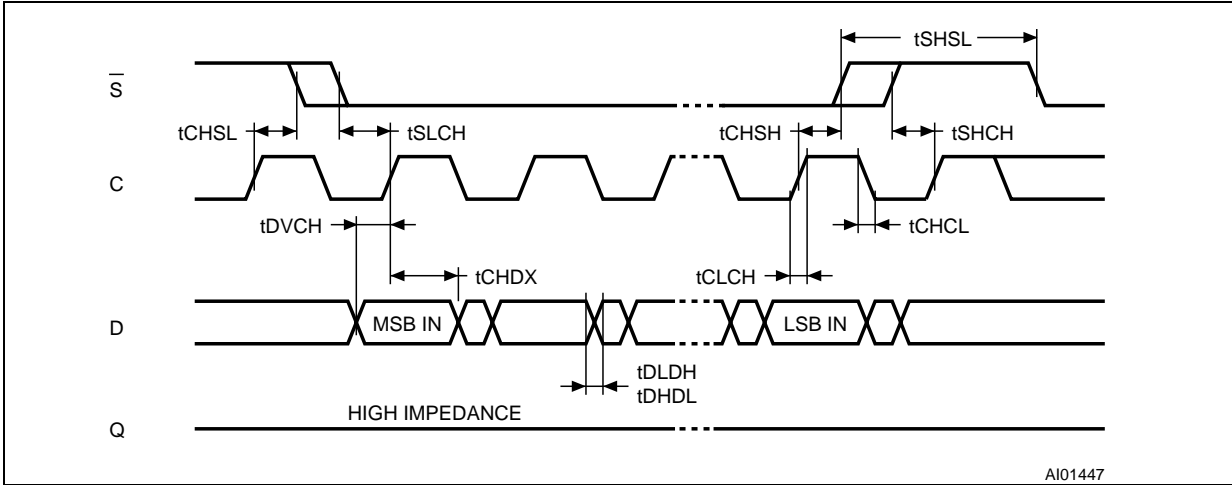 tSHSL
S̅
tCHSL
tSLCH
tCHSH
tSHCH
C
tDVCH
tCHCL
tCHDX
tCLCH
D
MSB IN
LSB IN
tDLDH
tDHDL
HIGH IMPEDANCE
Q
AI01447